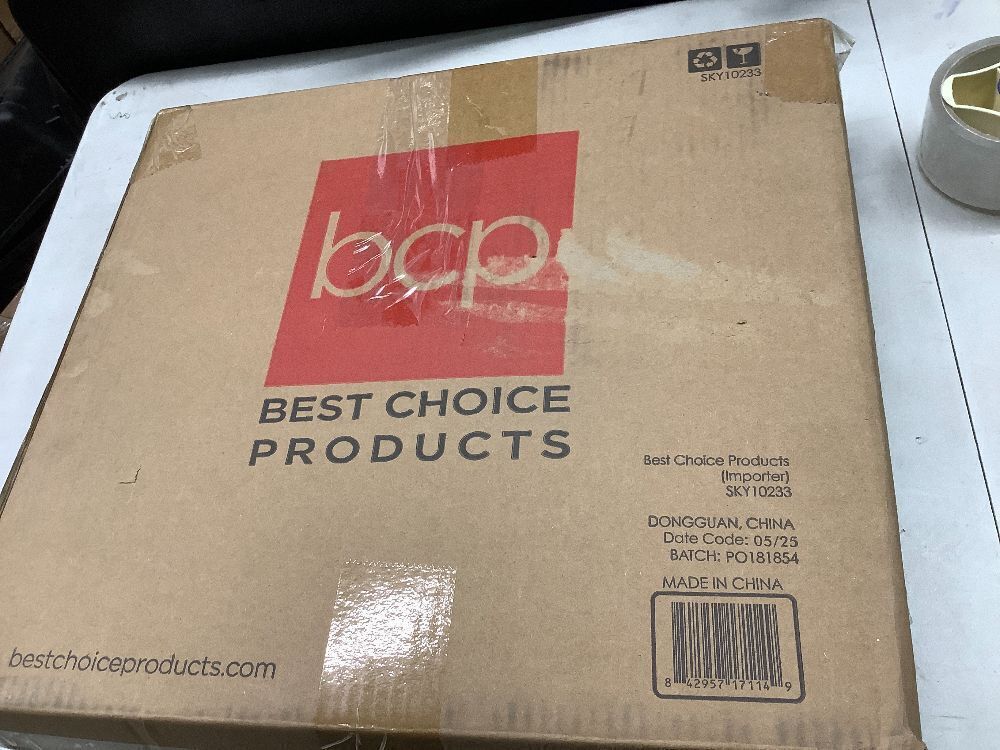 SKY10233
bcp
BEST CHOICE
PRODUCTS
Best Choice Products
(Importer)
SKY10233
DONGGUAN, CHINA
Date Code: 05/25
BATCH: PO181854
MADE IN CHINA
8 42957 17114 9
bestchoiceproducts.com